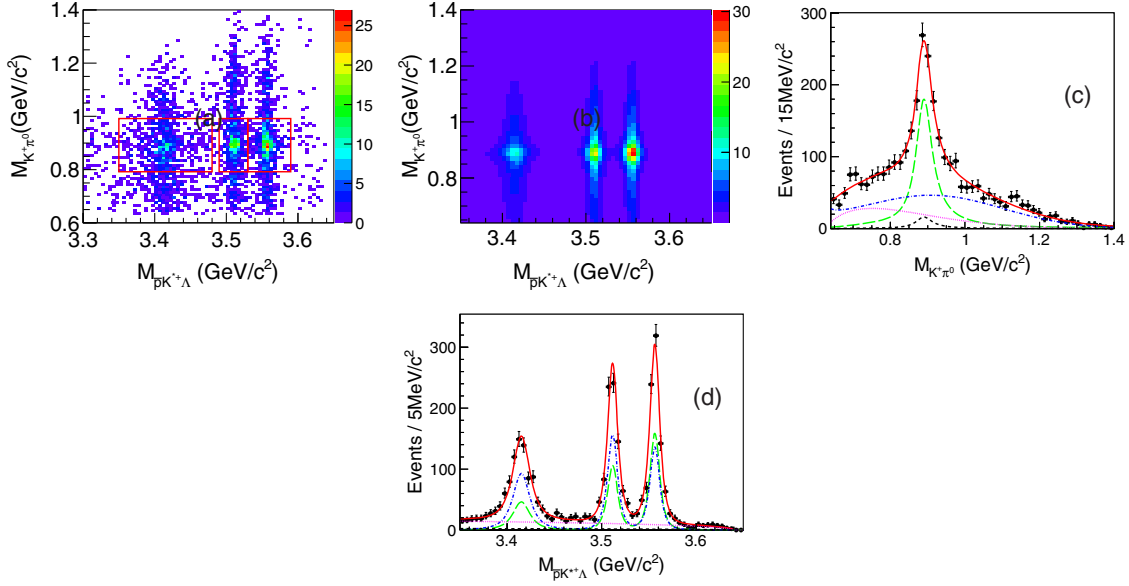 M_{K^+π^0}(GeV/c^2)
1.4
1.2
1
0.8
0.6
3.3 3.4 3.5 3.6
M_{p̅K^{*+}Λ} (GeV/c^2)
(a)
25
20
15
10
5
0
M_{K^+π^0}(GeV/c^2)
1.4
1.2
1
0.8
3.4 3.5 3.6
M_{p̅K^{*+}Λ} (GeV/c^2)
(b)
30
20
10
0
Events / 15MeV/c^2
300
200
100
0
0.8 1 1.2 1.4
M_{K^+π^0} (GeV/c^2)
(c)
Events / 5MeV/c^2
300
200
100
0
3.4 3.5 3.6
M_{p̅K^{*+}Λ} (GeV/c^2)
(d)